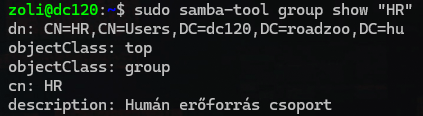 zoli@dc120:~$ sudo samba-tool group show "HR"
dn: CN=HR,CN=Users,DC=dc120,DC=roadzoo,DC=hu
objectClass: top
objectClass: group
cn: HR
description: Humán erőforrás csoport